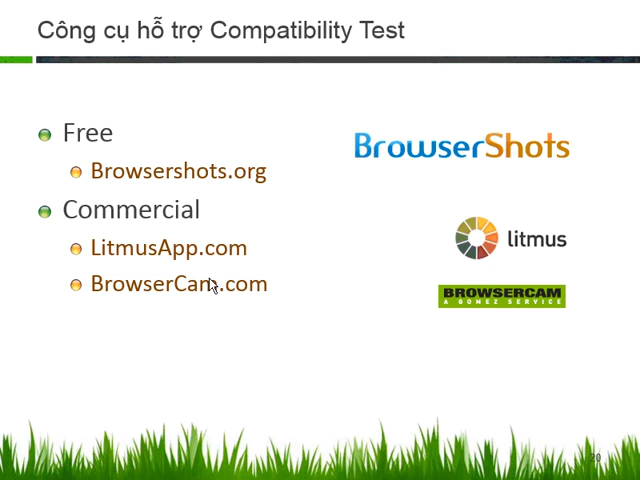 Công cụ hỗ trợ Compatibility Test
Free
Browsershots.org
Commercial
LitmusApp.com
BrowserCam.com
BrowserShots
litmus
BROWSERCAM
A GOMEZ SERVICE
20